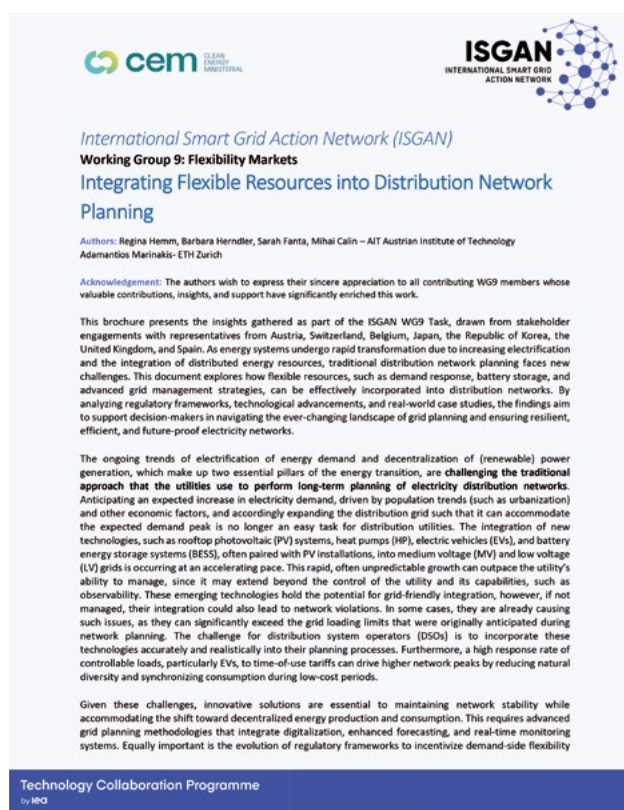 cem CLEAN
ENERGY
MINISTERIAL
ISGAN
INTERNATIONAL SMART GRID
ACTION NETWORK
International Smart Grid Action Network (ISGAN)
Working Group 9: Flexibility Markets
Integrating Flexible Resources into Distribution Network
Planning
Authors: Regina Hemm, Barbara Herndler, Sarah Fanta, Mihai Calin – AIT Austrian Institute of Technology
Adamantios Marinakis- ETH Zurich
Acknowledgement: The authors wish to express their sincere appreciation to all contributing WG9 members whose
valuable contributions, insights, and support have significantly enriched this work.
This brochure presents the insights gathered as part of the ISGAN WG9 Task, drawn from stakeholder
engagements with representatives from Austria, Switzerland, Belgium, Japan, the Republic of Korea, the
United Kingdom, and Spain. As energy systems undergo rapid transformation due to increasing electrification
and the integration of distributed energy resources, traditional distribution network planning faces new
challenges. This document explores how flexible resources, such as demand response, battery storage, and
advanced grid management strategies, can be effectively incorporated into distribution networks. By
analyzing regulatory frameworks, technological advancements, and real-world case studies, the findings aim
to support decision-makers in navigating the ever-changing landscape of grid planning and ensuring resilient,
efficient, and future-proof electricity networks.
The ongoing trends of electrification of energy demand and decentralization of (renewable) power
generation, which make up two essential pillars of the energy transition, are challenging the traditional
approach that the utilities use to perform long-term planning of electricity distribution networks.
Anticipating an expected increase in electricity demand, driven by population trends (such as urbanization)
and other economic factors, and accordingly expanding the distribution grid such that it can accommodate
the expected demand peak is no longer an easy task for distribution utilities. The integration of new
technologies, such as rooftop photovoltaic (PV) systems, heat pumps (HP), electric vehicles (EVs), and battery
energy storage systems (BESS), often paired with PV installations, into medium voltage (MV) and low voltage
(LV) grids is occurring at an accelerating pace. This rapid, often unpredictable growth can outpace the utility's
ability to manage, since it may extend beyond the control of the utility and its capabilities, such as
observability. These emerging technologies hold the potential for grid-friendly integration, however, if not
managed, their integration could also lead to network violations. In some cases, they are already causing
such issues, as they can significantly exceed the grid loading limits that were originally anticipated during
network planning. The challenge for distribution system operators (DSOs) is to incorporate these
technologies accurately and realistically into their planning processes. Furthermore, a high response rate of
controllable loads, particularly EVs, to time-of-use tariffs can drive higher network peaks by reducing natural
diversity and synchronizing consumption during low-cost periods.
Given these challenges, innovative solutions are essential to maintaining network stability while
accommodating the shift toward decentralized energy production and consumption. This requires advanced
grid planning methodologies that integrate digitalization, enhanced forecasting, and real-time monitoring
systems. Equally important is the evolution of regulatory frameworks to incentivize demand-side flexibility
Technology Collaboration Programme
by iea